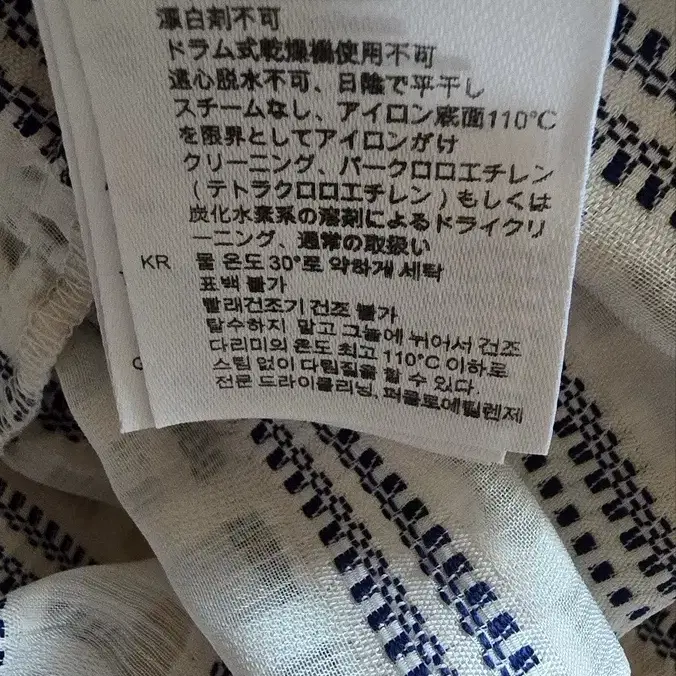 漂白剤不可
ドラム式乾燥機使用不可
遠心脱水不可、日陰で平干し
スチームなし、アイロン底面110°C
を限界としてアイロンがけ
クリーニング、パークロロエチレン
(テトラクロロエチレン)もしくは
炭化水素系の溶剤によるドライクリ
ーニング、通常の取扱い
KR 물 온도 30°로 약하게 세탁
표백 불가
빨래건조기 건조 불가
탈수하지 말고 그늘에 뉘어서 건조
다리미의 온도 최고 110°C 이하로
스팀 없이 다림질을 할 수 있다.
전문 드라이클리닝, 퍼클로에틸렌제